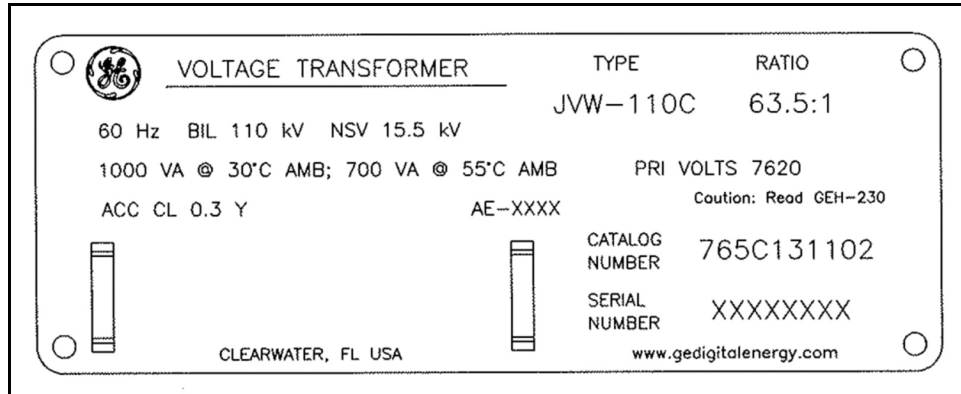 GE VOLTAGE TRANSFORMER
TYPE RATIO
JVW-110C 63.5:1
60 Hz BIL 110 kV NSV 15.5 kV
1000 VA @ 30°C AMB; 700 VA @ 55°C AMB PRI VOLTS 7620
ACC CL 0.3 Y AE-XXXX Caution: Read GEH-230
CATALOG NUMBER 765C131102
SERIAL NUMBER XXXXXXXX
CLEARWATER, FL USA www.gedigitalenergy.com